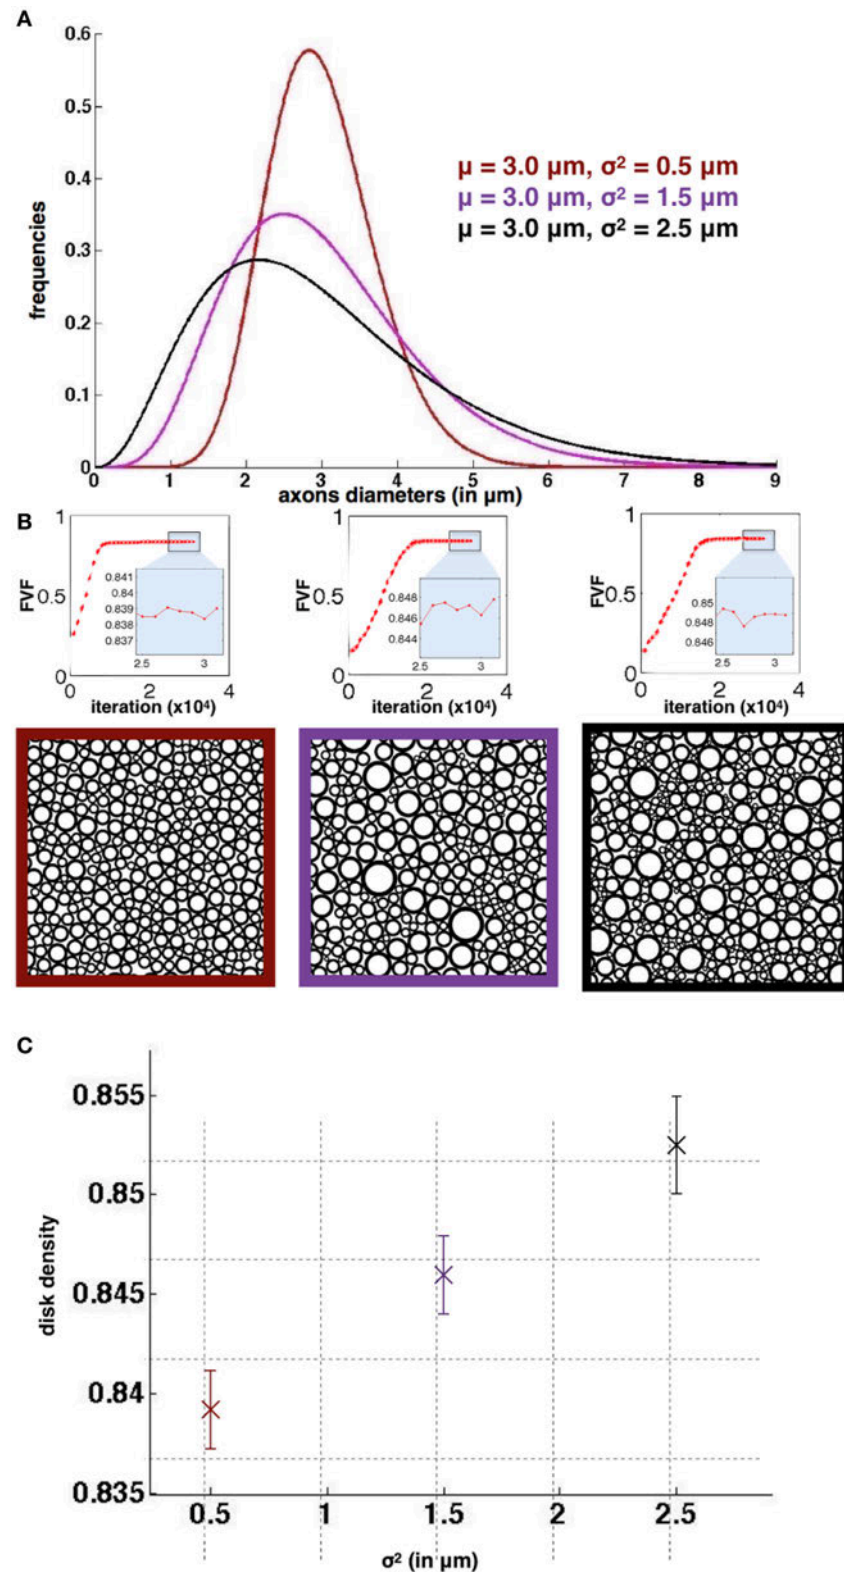 A
0.6
0.5
0.4
0.3
0.2
0.1
0
frequencies
μ = 3.0 μm, σ² = 0.5 μm
μ = 3.0 μm, σ² = 1.5 μm
μ = 3.0 μm, σ² = 2.5 μm
0 1 2 3 4 5 6 7 8 9
axons diameters (in μm)
B
1
0.5
0
FVF
0.841
0.839
0.838
0.837
2.5 3
0 2 4
iteration (x10⁴)
1
0.5
0
FVF
0.848
0.846
0.844
2.5 3
0 2 4
iteration (x10⁴)
1
0.5
0
FVF
0.85
0.848
0.846
2.5 3
0 2 4
iteration (x10⁴)
C
0.855
0.85
0.845
0.84
0.835
disk density
0.5 1 1.5 2 2.5
σ² (in μm)